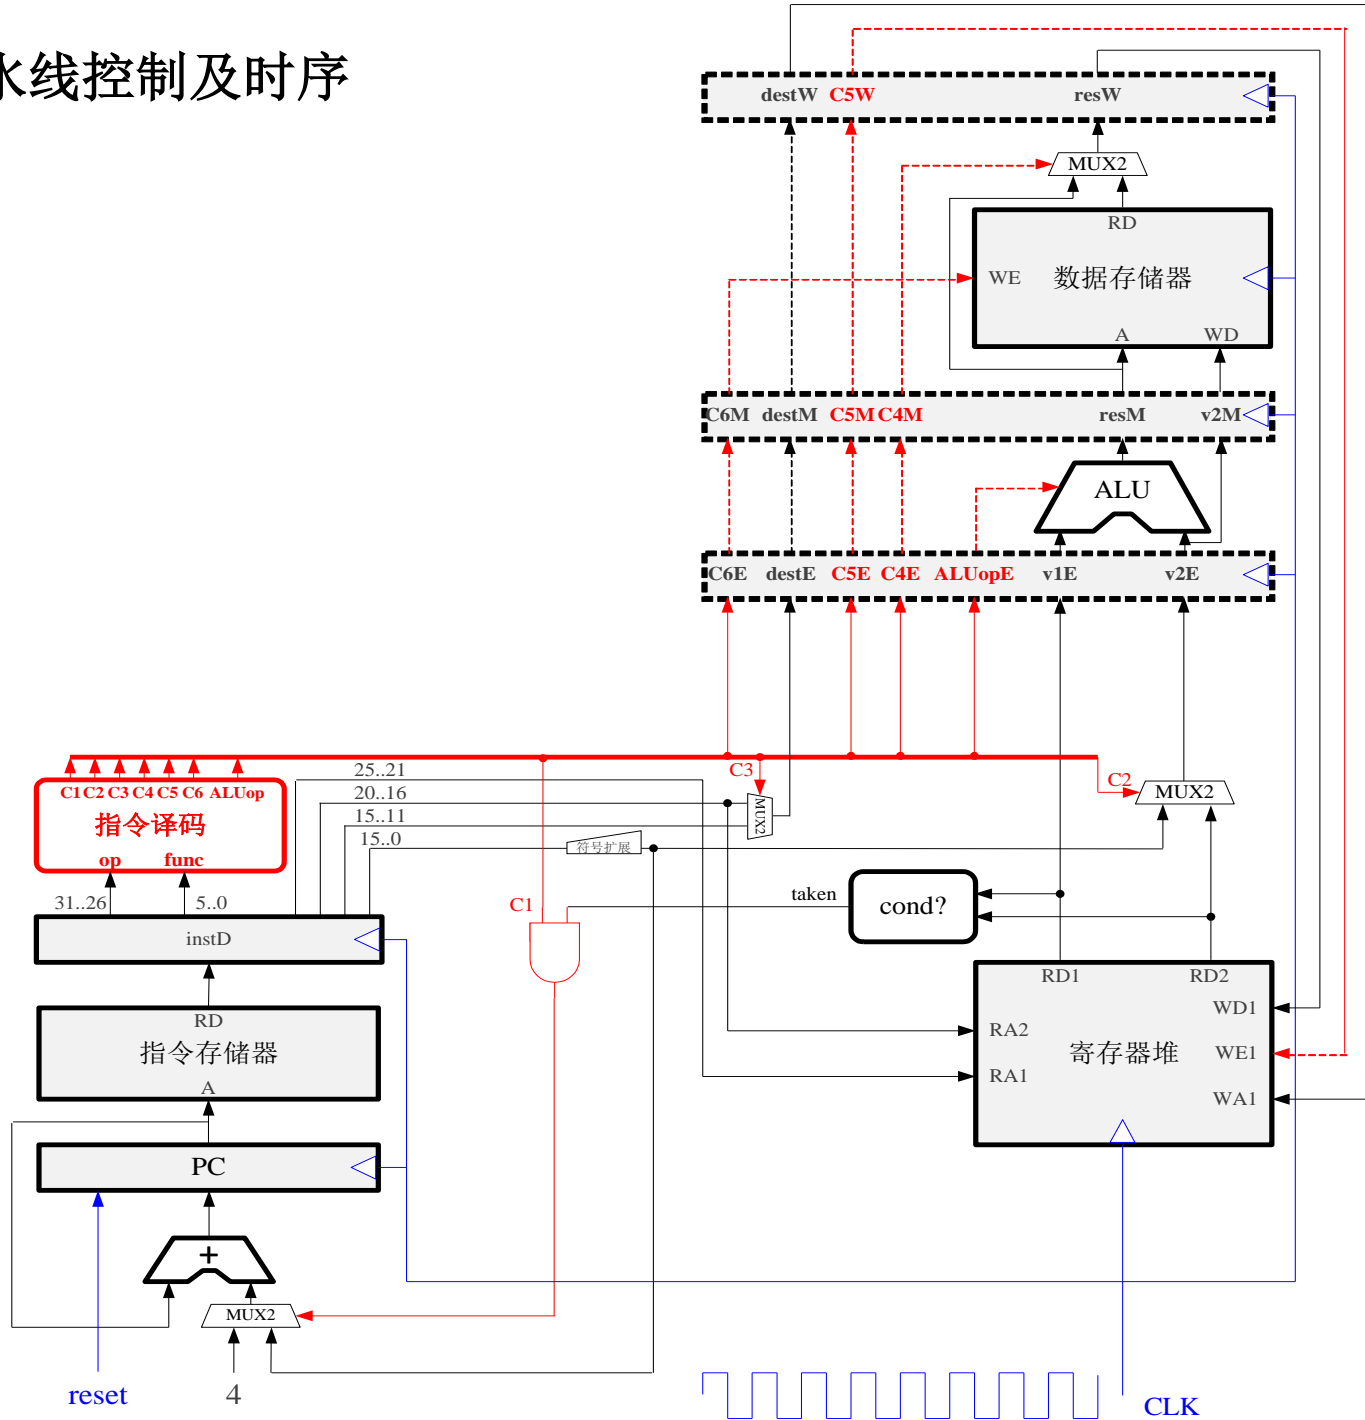 水线控制及时序
destW C5W resW
MUX2
RD
WE 数据存储器
A WD
C6M destM C5M C4M resM v2M
ALU
C6E destE C5E C4E ALUopE v1E v2E
C3
C2
C1 C2 C3 C4 C5 C6 ALUop
指令译码
op func
25..21
20..16
15..11
15..0
MUX2
MUX2
符号扩展
31..26 5..0
C1
taken
cond?
instD
RD1 RD2
WD1
RA2
寄存器堆
WE1
RA1
WA1
RD
指令存储器
A
PC
+
MUX2
reset
4
CLK